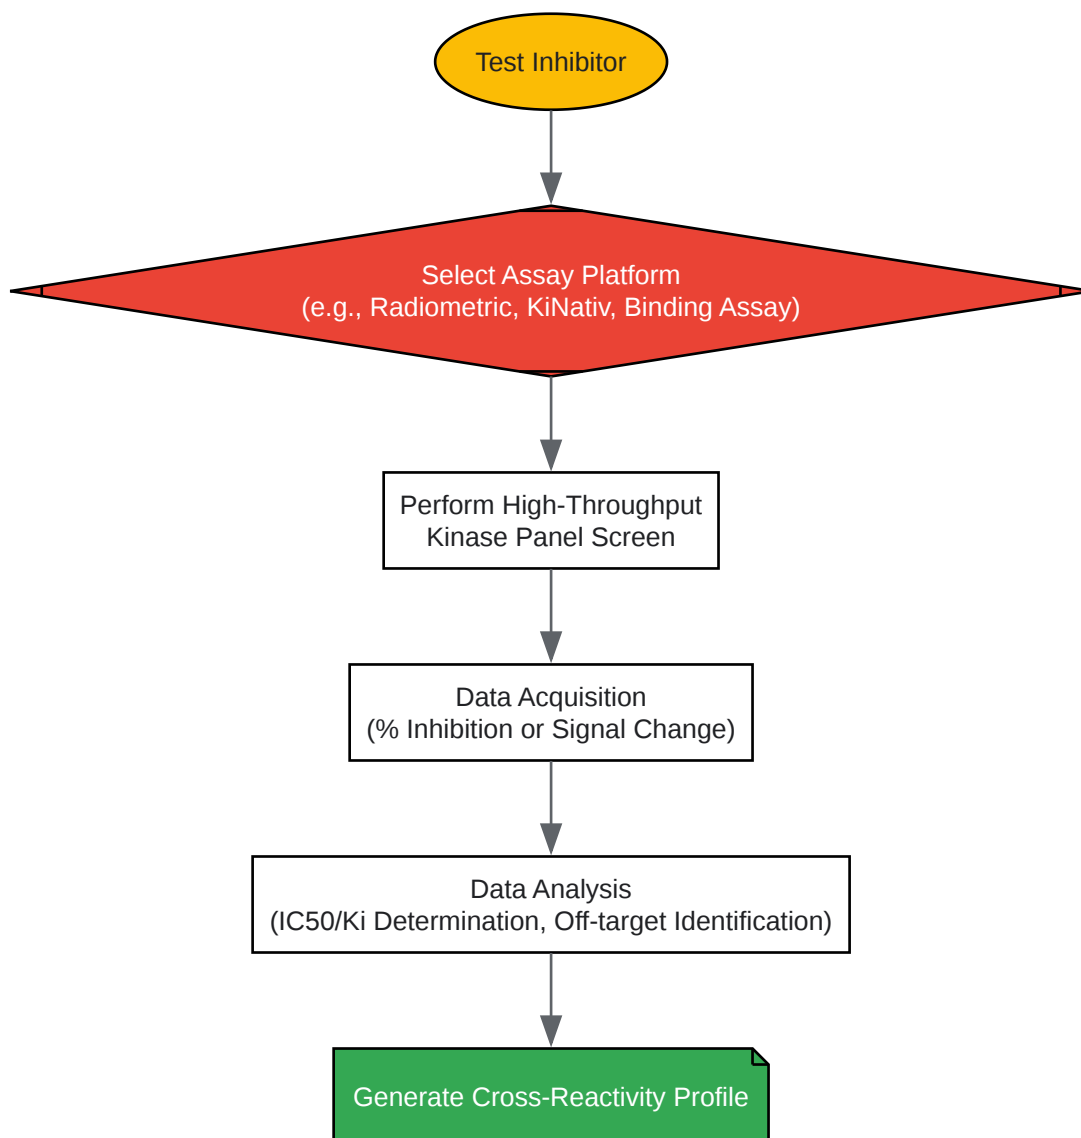 Test Inhibitor
Select Assay Platform
(e.g., Radiometric, KiNativ, Binding Assay)
Perform High-Throughput
Kinase Panel Screen
Data Acquisition
(% Inhibition or Signal Change)
Data Analysis
(IC50/Ki Determination, Off-target Identification)
Generate Cross-Reactivity Profile